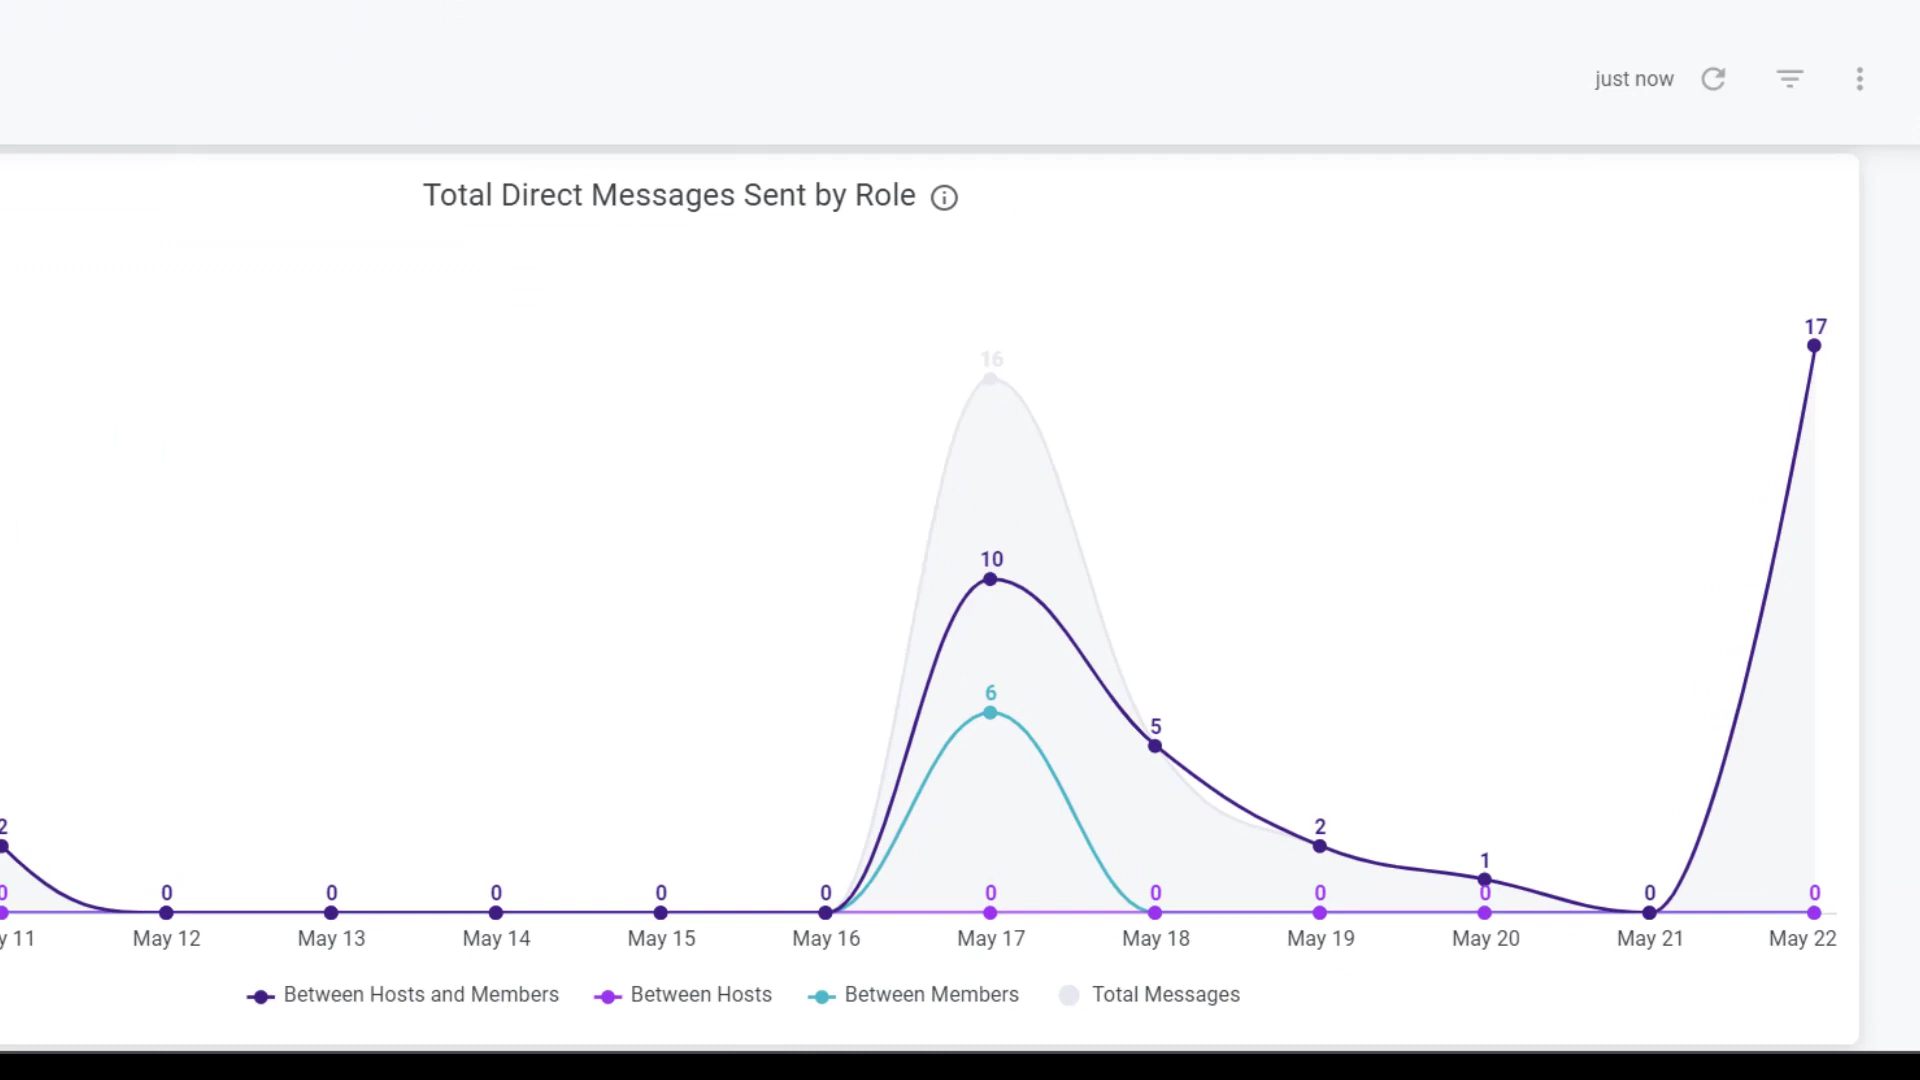 just now
Total Direct Messages Sent by Role
17
16
10
6
5
2 2
1
0 0 0 0 0 0 0 0 0 0 0 0
y 11 May 12 May 13 May 14 May 15 May 16 May 17 May 18 May 19 May 20 May 21 May 22
Between Hosts and Members Between Hosts Between Members Total Messages